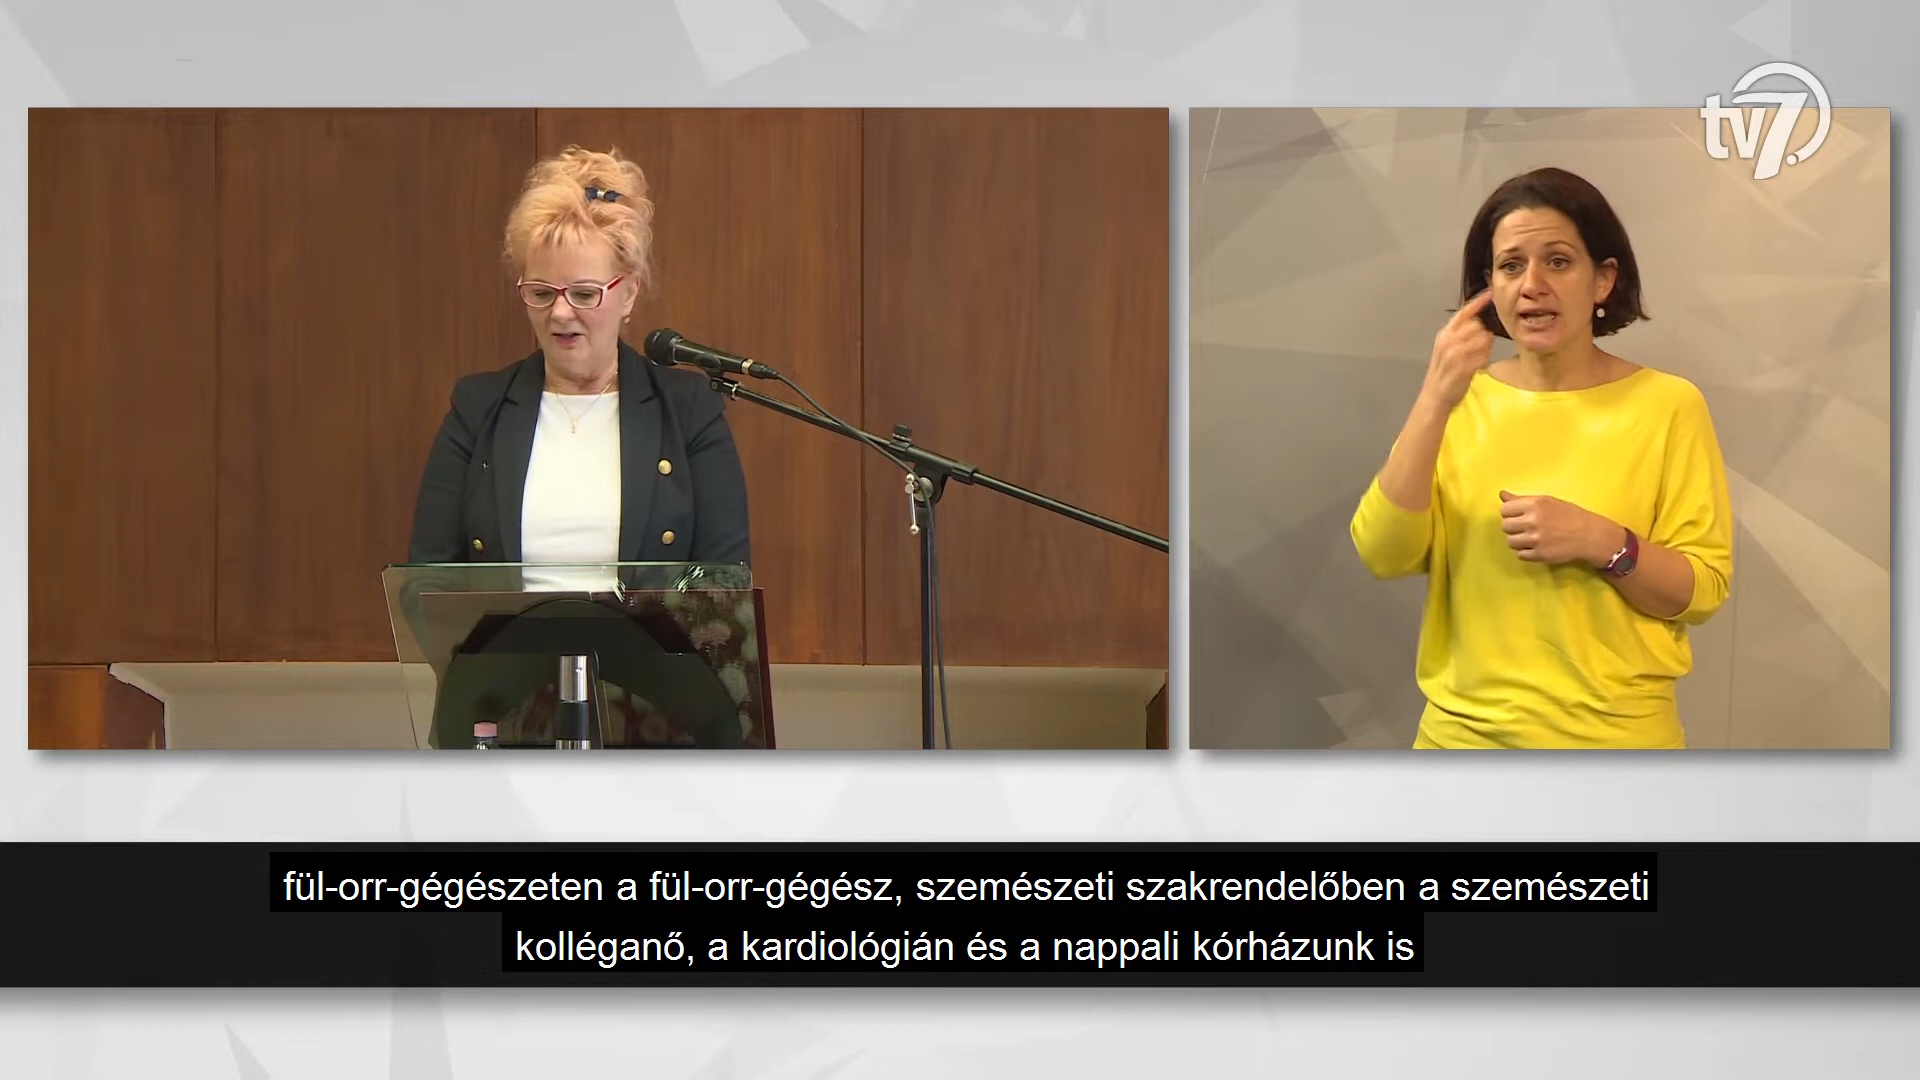 tv7.
fül-orr-gégészeten a fül-orr-gégész, szemészeti szakrendelőben a szemészeti
kolléganő, a kardiológián és a nappali kórházunk is